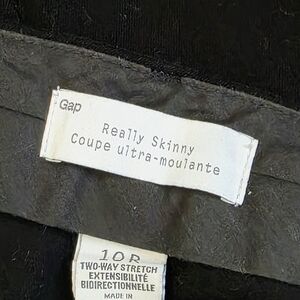 Gap
Really Skinny
Coupe ultra-moulante
10R
TWO-WAY STRETCH
EXTENSIBILITÉ
BIDIRECTIONNELLE
MADE IN